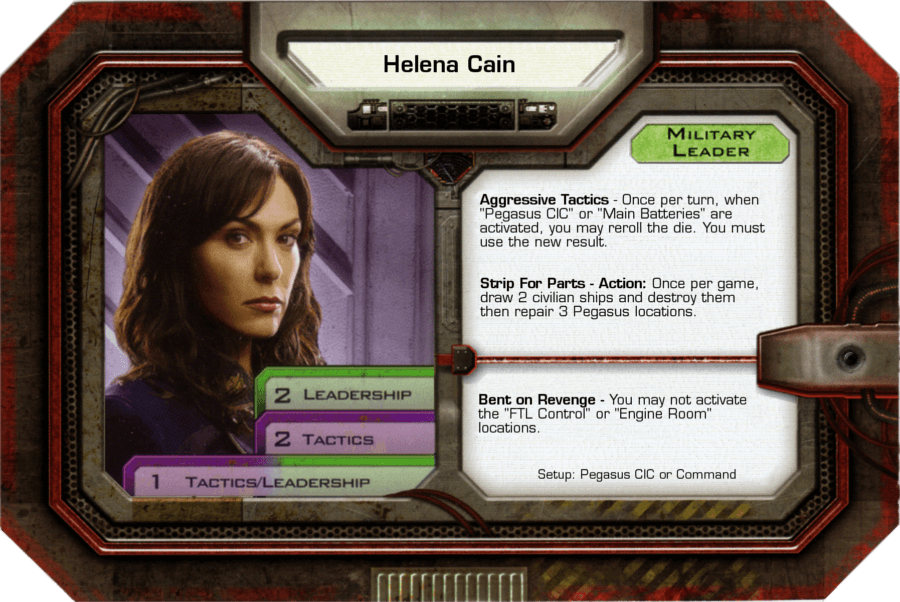 Helena Cain
Military
Leader
Aggressive Tactics - Once per turn, when
"Pegasus CIC" or "Main Batteries" are
activated, you may reroll the die. You must
use the new result.
Strip For Parts - Action: Once per game,
draw 2 civilian ships and destroy them
then repair 3 Pegasus locations.
Bent on Revenge - You may not activate
the "FTL Control" or "Engine Room"
locations.
Setup: Pegasus CIC or Command
2 Leadership
2 Tactics
1 Tactics/Leadership